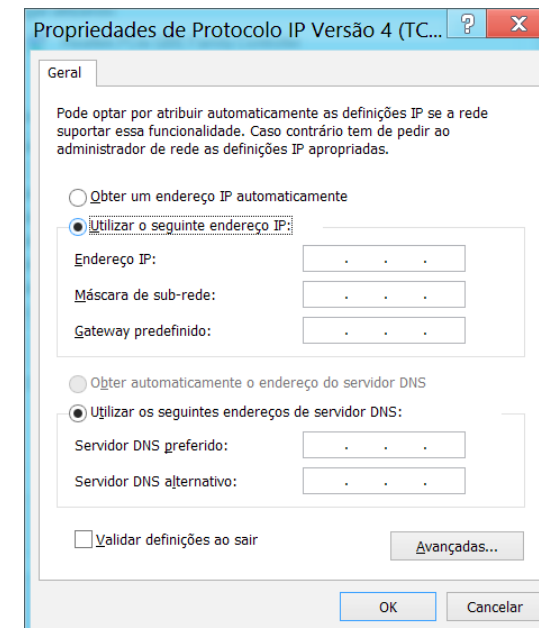 Propriedades de Protocolo IP Versão 4 (TC... ? X
Geral
Pode optar por atribuir automaticamente as definições IP se a rede
suportar essa funcionalidade. Caso contrário tem de pedir ao
administrador de rede as definições IP apropriadas.
Obter um endereço IP automaticamente
Utilizar o seguinte endereço IP:
Endereço IP: . . .
Máscara de sub-rede: . . .
Gateway predefinido: . . .
Obter automaticamente o endereço do servidor DNS
Utilizar os seguintes endereços de servidor DNS:
Servidor DNS preferido: . . .
Servidor DNS alternativo: . . .
Validar definições ao sair
Avançadas...
OK Cancelar